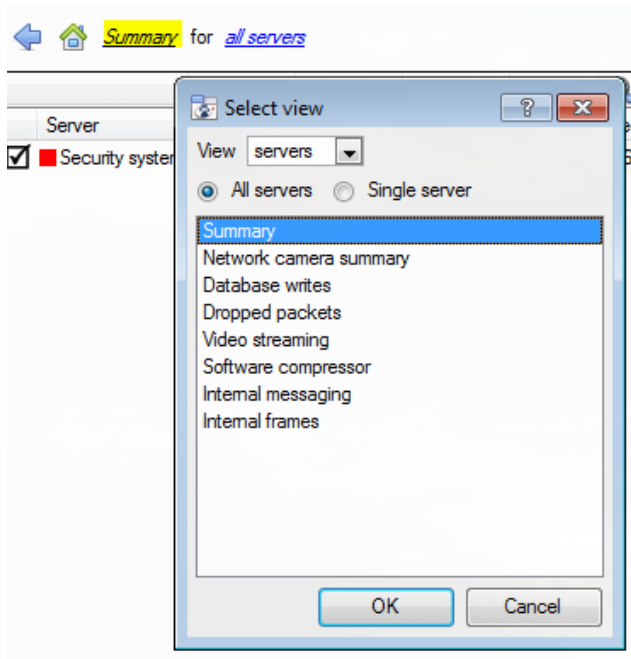 Summary for all servers
Select view
?
Server
View servers
Security system
All servers Single server
Summary
Network camera summary
Database writes
Dropped packets
Video streaming
Software compressor
Internal messaging
Internal frames
OK Cancel